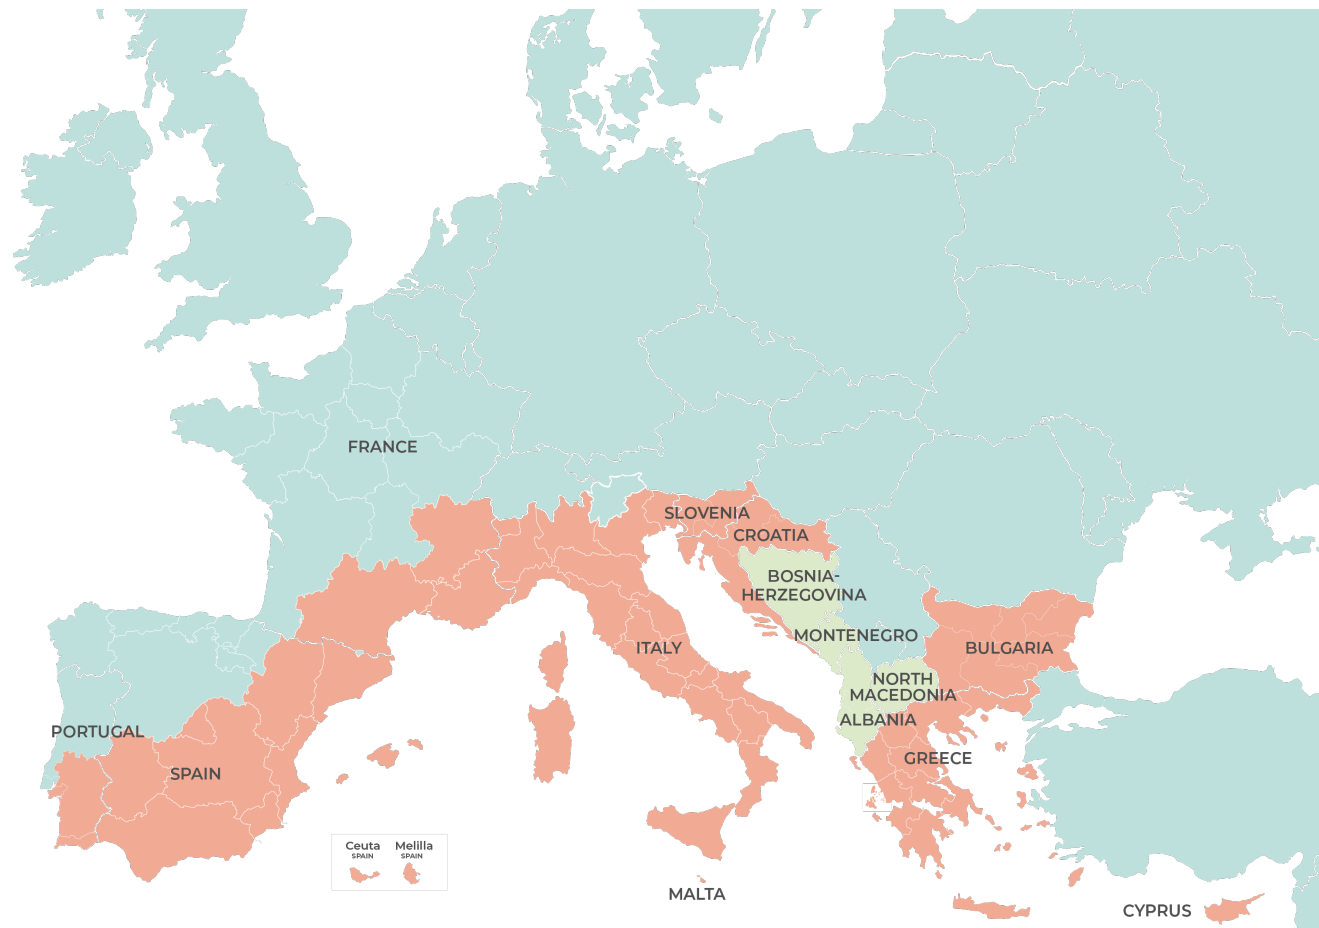 FRANCE
SLOVENIA
CROATIA
BOSNIA-
HERZEGOVINA
MONTENEGRO
ITALY
BULGARIA
NORTH
MACEDONIA
ALBANIA
PORTUGAL
GREECE
SPAIN
Ceuta
SPAIN
Melilla
SPAIN
MALTA
CYPRUS